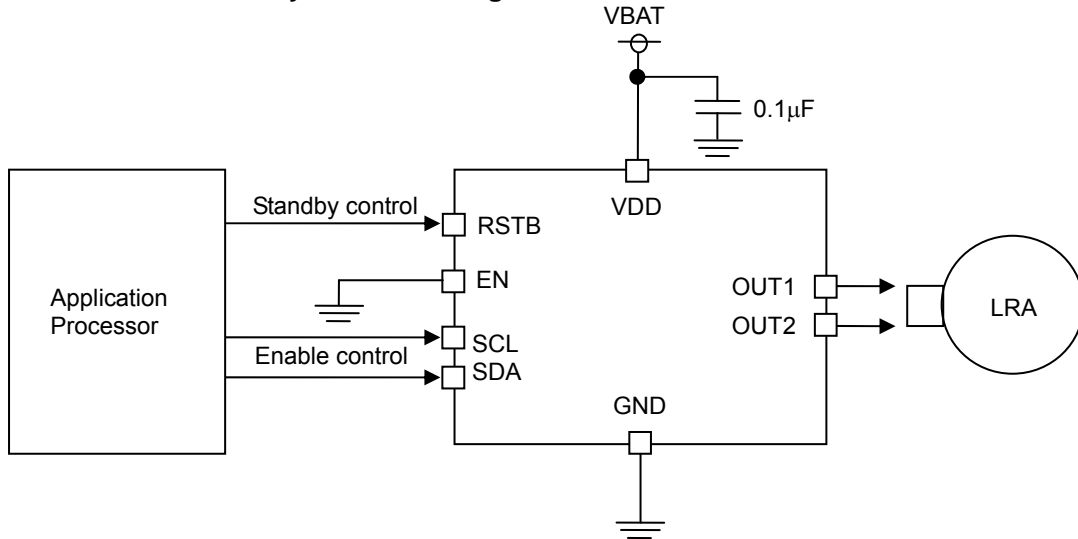 VBAT
0.1μF
VDD
Standby control
RSTB
EN
Application
Processor
SCL
Enable control
SDA
OUT1
OUT2
LRA
GND